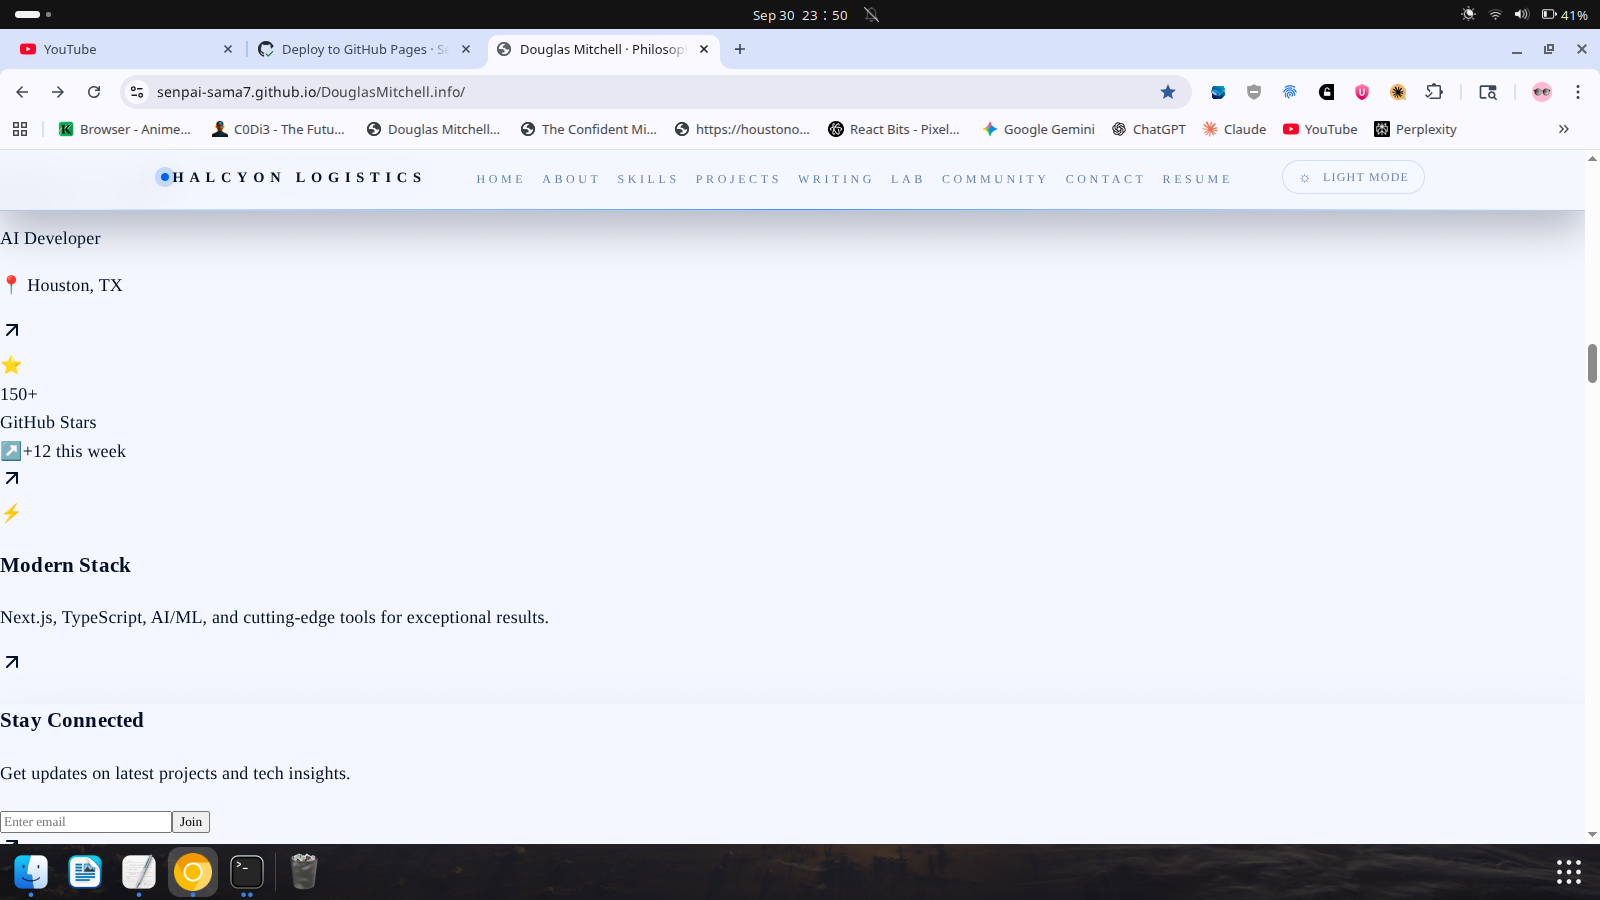 Sep 30 23 : 50
41%
YouTube
Deploy to GitHub Pages · Se
Douglas Mitchell · Philosoph
senpai-sama7.github.io/DouglasMitchell.info/
Browser - Anime...
C0Di3 - The Futu...
Douglas Mitchell...
The Confident Mi...
https://houstono...
React Bits - Pixel...
Google Gemini
ChatGPT
Claude
YouTube
Perplexity
HALCYON LOGISTICS
HOME ABOUT SKILLS PROJECTS WRITING LAB COMMUNITY CONTACT RESUME
LIGHT MODE
AI Developer
📍 Houston, TX
150+
GitHub Stars
↗️+12 this week
Modern Stack
Next.js, TypeScript, AI/ML, and cutting-edge tools for exceptional results.
Stay Connected
Get updates on latest projects and tech insights.
Enter email
Join